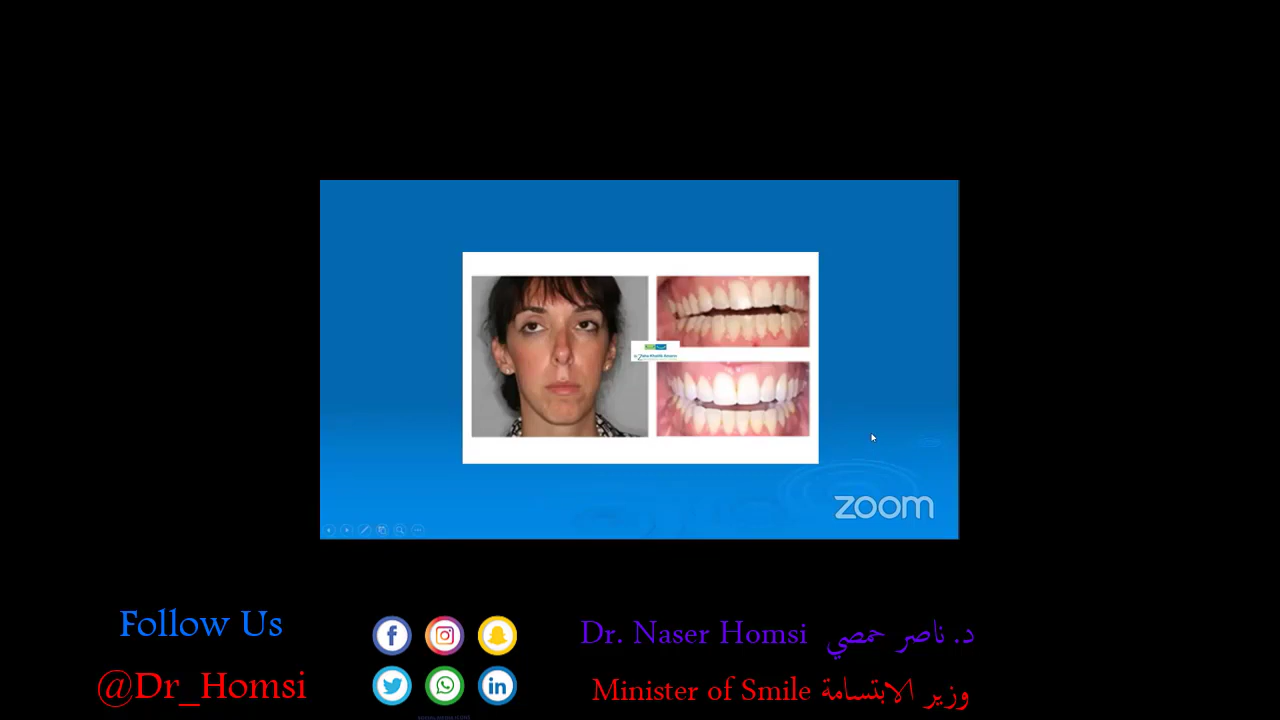 zoom
Follow Us
@Dr_Homsi
Dr. Naser Homsi د. ناصر حمصي
Minister of Smile وزير الابتسامة